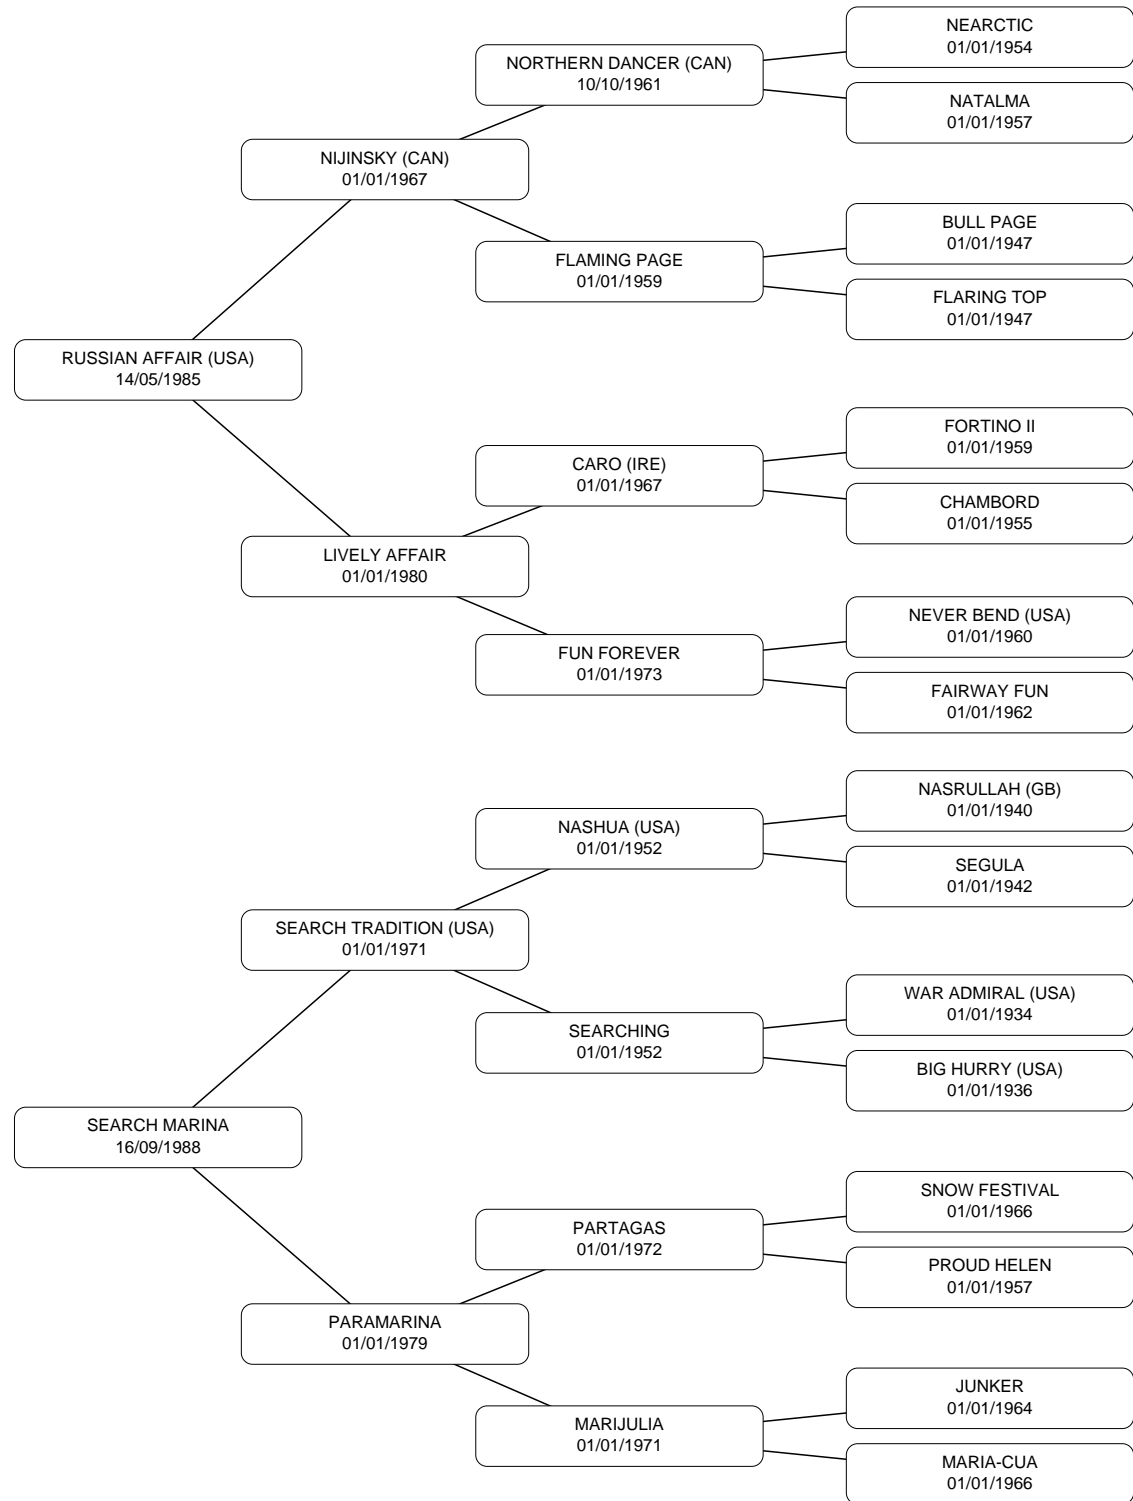 NEARCTIC
01/01/1954
NORTHERN DANCER (CAN)
10/10/1961
NATALMA
01/01/1957
NIJINSKY (CAN)
01/01/1967
BULL PAGE
01/01/1947
FLAMING PAGE
01/01/1959
FLARING TOP
01/01/1947
RUSSIAN AFFAIR (USA)
14/05/1985
FORTINO II
01/01/1959
CARO (IRE)
01/01/1967
CHAMBORD
01/01/1955
LIVELY AFFAIR
01/01/1980
NEVER BEND (USA)
01/01/1960
FUN FOREVER
01/01/1973
FAIRWAY FUN
01/01/1962
NASRULLAH (GB)
01/01/1940
NASHUA (USA)
01/01/1952
SEGULA
01/01/1942
SEARCH TRADITION (USA)
01/01/1971
WAR ADMIRAL (USA)
01/01/1934
SEARCHING
01/01/1952
BIG HURRY (USA)
01/01/1936
SEARCH MARINA
16/09/1988
SNOW FESTIVAL
01/01/1966
PARTAGAS
01/01/1972
PROUD HELEN
01/01/1957
PARAMARINA
01/01/1979
JUNKER
01/01/1964
MARIJULIA
01/01/1971
MARIA-CUA
01/01/1966